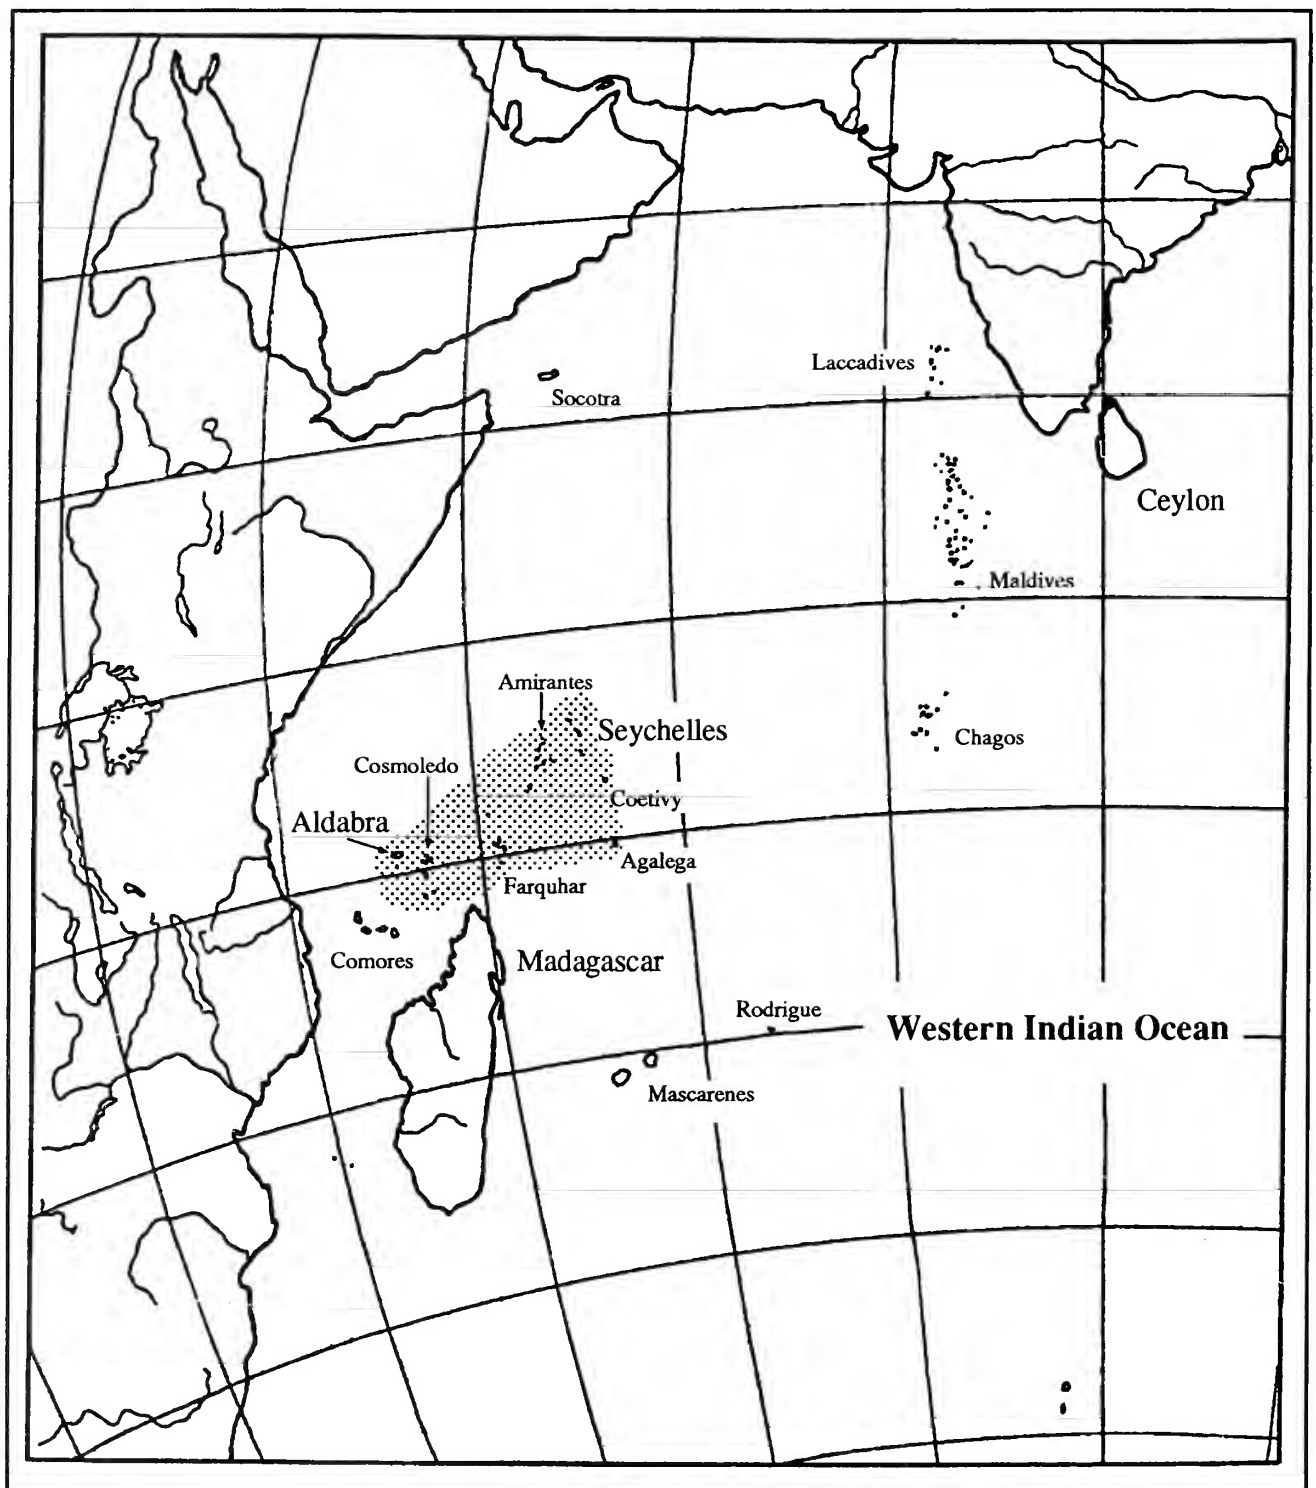 Laccadives
Socotra
Ceylon
Maldives
Amirantes
Seychelles
Chagos
Cosmoledo
Coetivy
Aldabra
Agalega
Farquhar
Comores
Madagascar
Rodrigue
Western Indian Ocean
Mascarenes